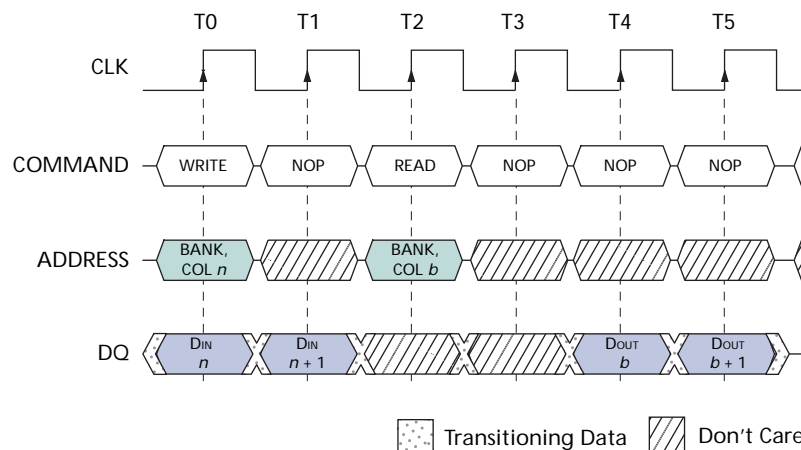 T0 T1 T2 T3 T4 T5
CLK
COMMAND WRITE NOP READ NOP NOP NOP
ADDRESS BANK, COL n BANK, COL b
DQ DIN n DIN n + 1 DOUT b DOUT b + 1
Transitioning Data Don't Care